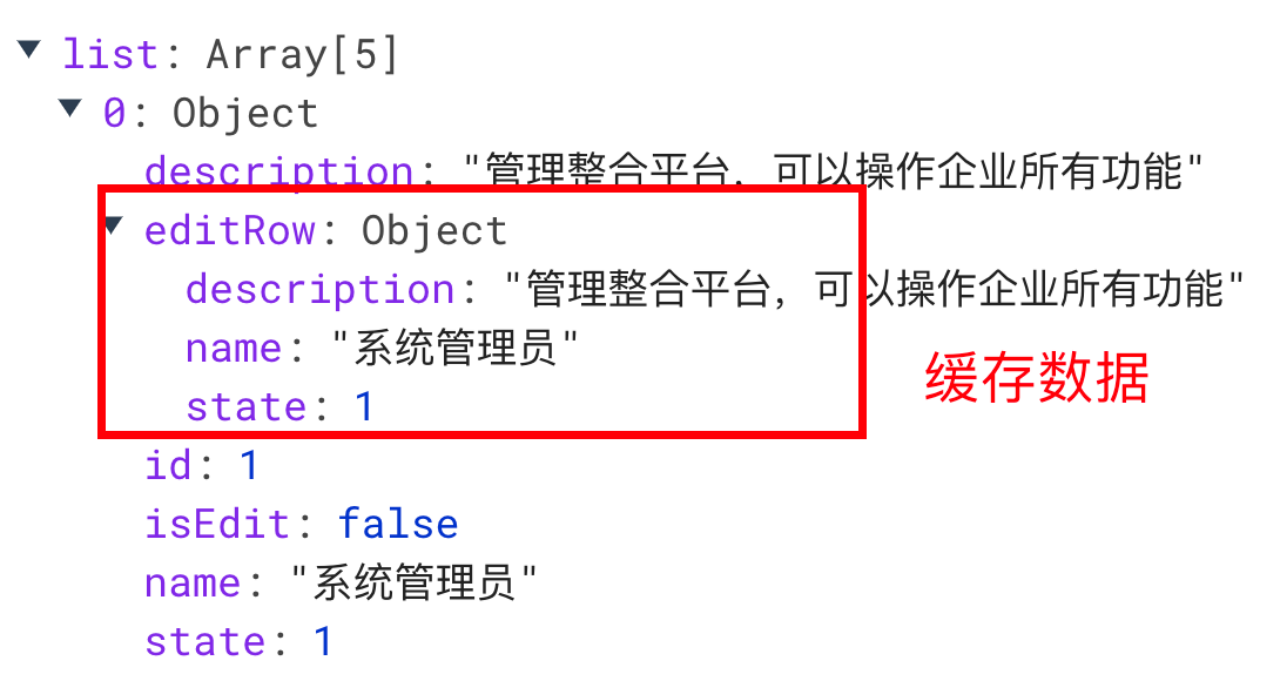 list: Array[5]
0: Object
description: "管理整合平台，可以操作企业所有功能"
editRow: Object
description: "管理整合平台，可以操作企业所有功能"
name: "系统管理员"
缓存数据
state: 1
id: 1
isEdit: false
name: "系统管理员"
state: 1